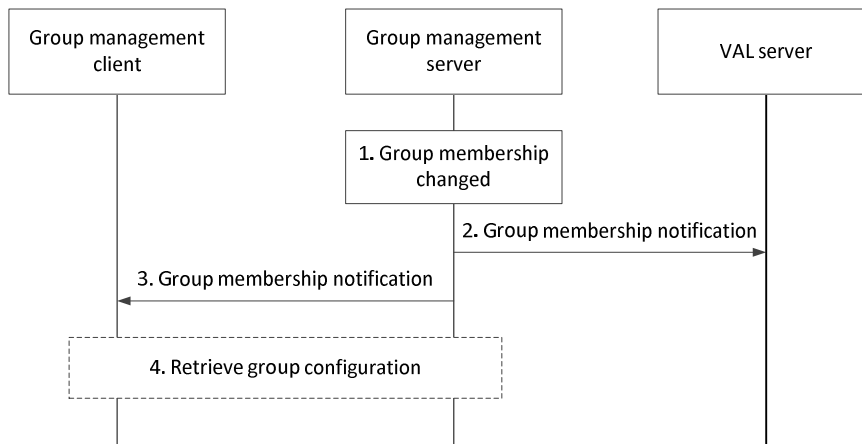 Group management
client
Group management
server
VAL server
1. Group membership
changed
2. Group membership notification
3. Group membership notification
4. Retrieve group configuration